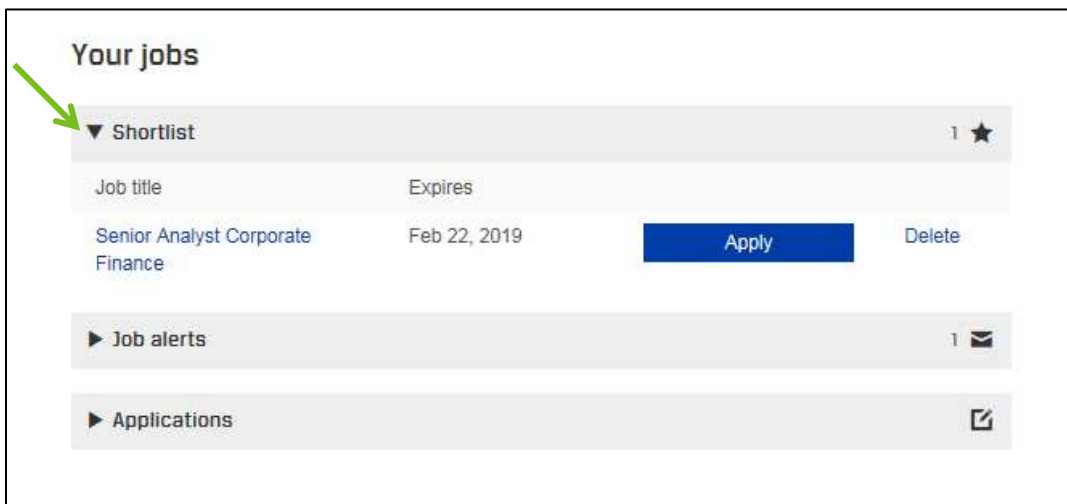 Your jobs
Shortlist 1
Job title Expires
Senior Analyst Corporate Feb 22, 2019 Apply Delete
Finance
Job alerts 1
Applications